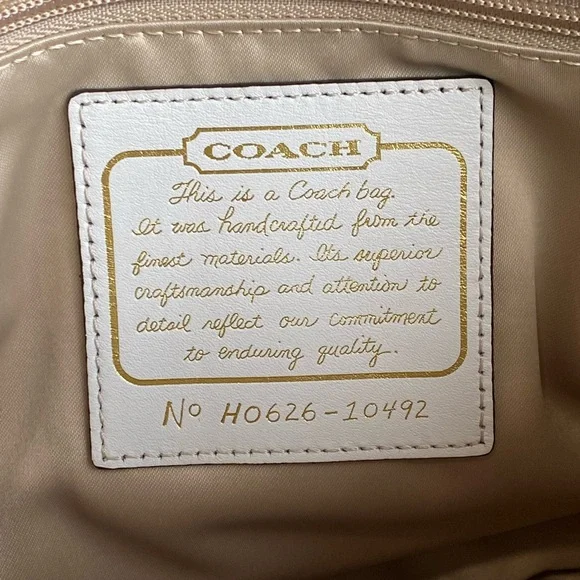 COACH
This is a Coach bag.
It was handcrafted from the
finest materials. Its superior
craftsmanship and attention to
detail reflect our commitment
to enduring quality.
No H0626-10492